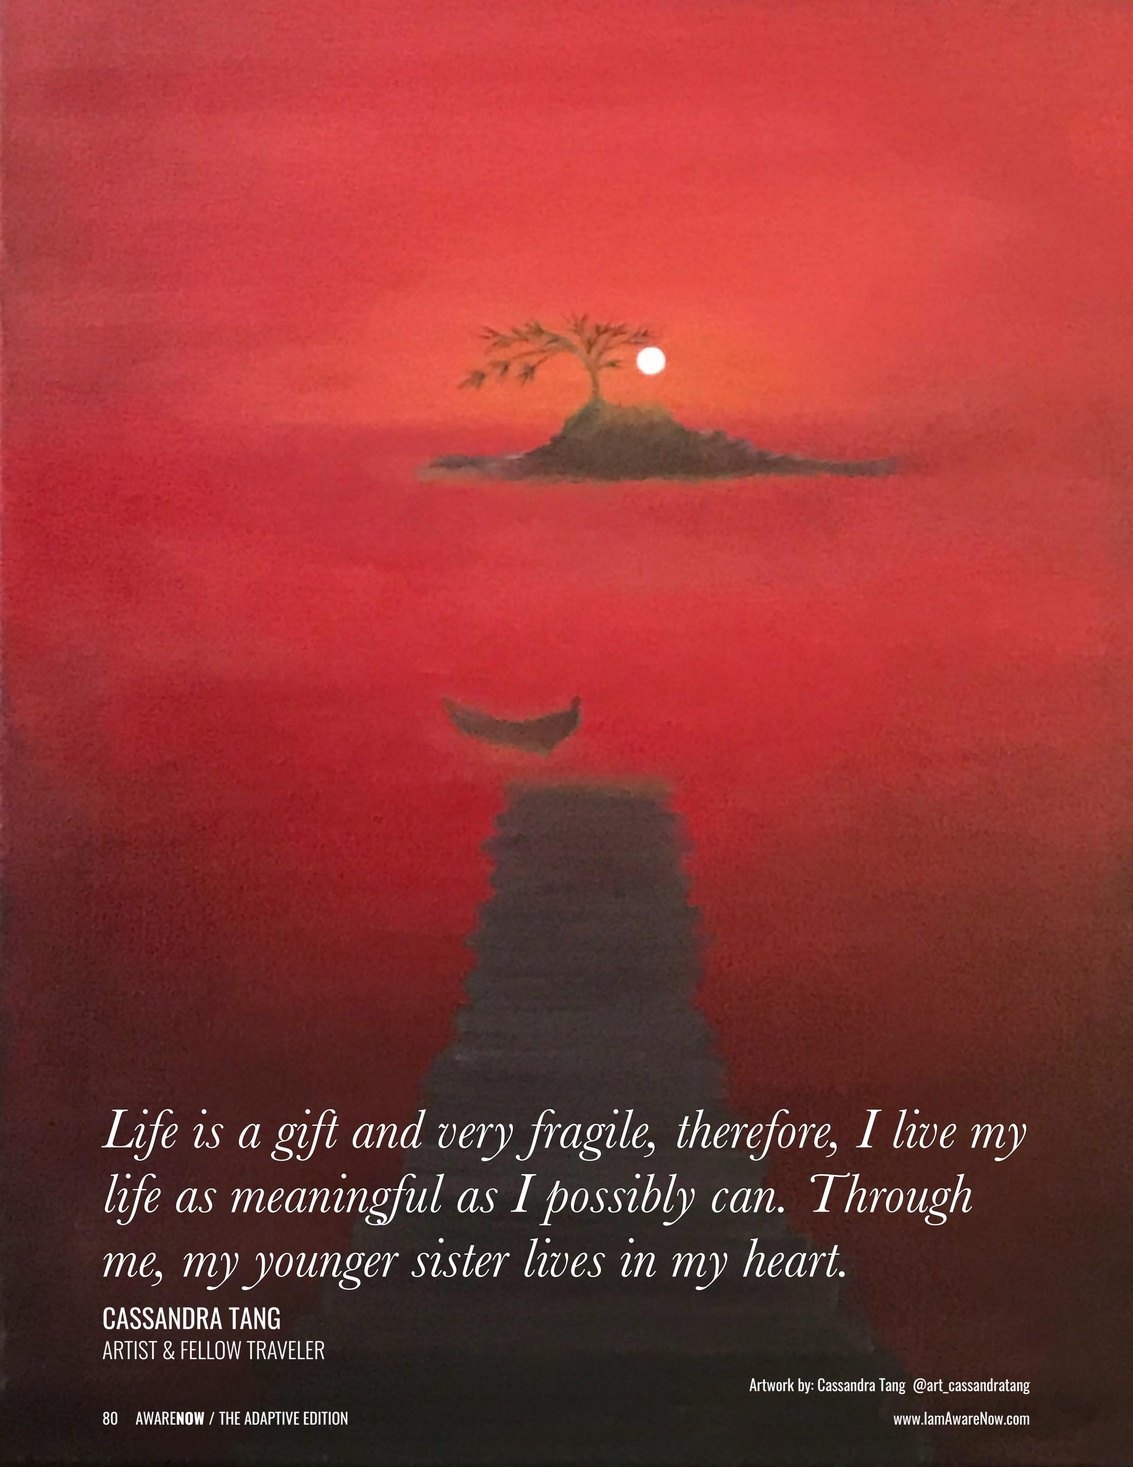 Life is a gift and very fragile, therefore, I live my
life as meaningful as I possibly can. Through
me, my younger sister lives in my heart.
CASSANDRA TANG
ARTIST & FELLOW TRAVELER
Artwork by: Cassandra Tang @art_cassandratang
80 AWARENOW / THE ADAPTIVE EDITION
www.IamAwareNow.com